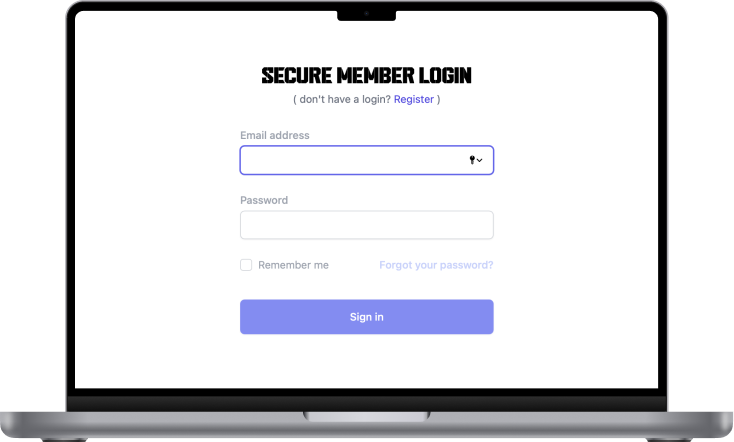 SECURE MEMBER LOGIN
( don't have a login? Register )
Email address
Password
Remember me
Forgot your password?
Sign in